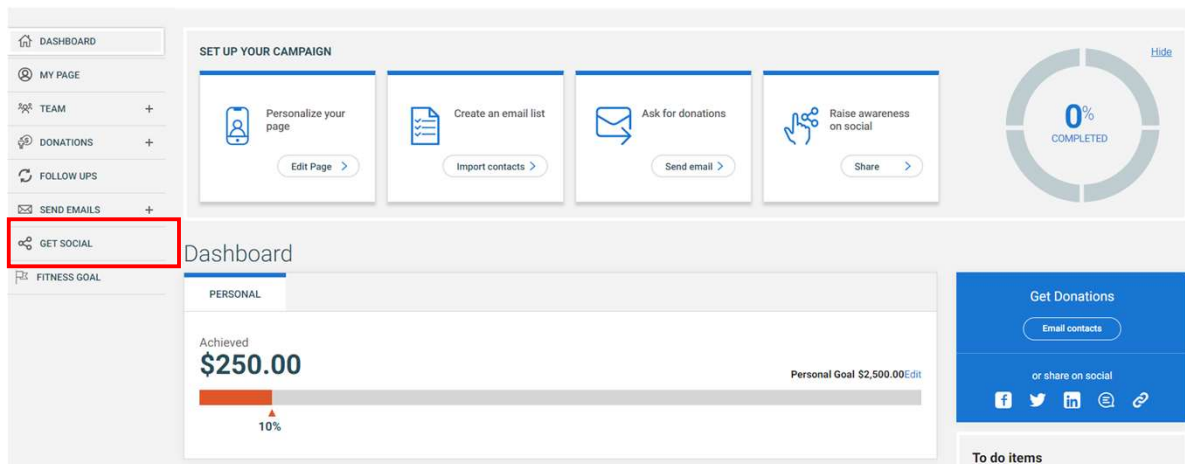 DASHBOARD
MY PAGE
TEAM +
DONATIONS +
FOLLOW UPS
SEND EMAILS +
GET SOCIAL
FITNESS GOAL
SET UP YOUR CAMPAIGN
Hide
Personalize your
page
Edit Page >
Create an email list
Import contacts >
Ask for donations
Send email >
Raise awareness
on social
Share >
0%
COMPLETED
Dashboard
PERSONAL
Achieved
$250.00
Personal Goal $2,500.00Edit
10%
Get Donations
Email contacts
or share on social
To do items